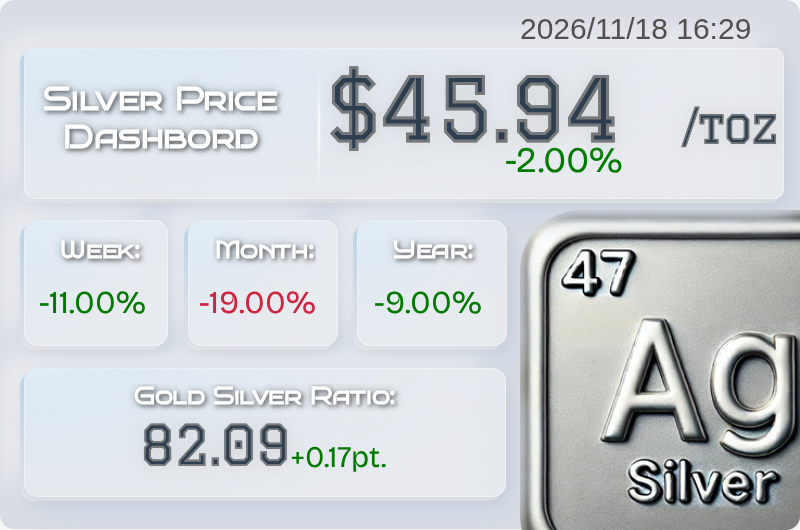 2026/11/18 16:29
Silver Price
Dashbord
$45.94 /TOZ
-2.00%
Week: Month: Year:
-11.00% -19.00% -9.00%
Gold Silver Ratio:
82.09 +0.17pt.
47
Ag
Silver